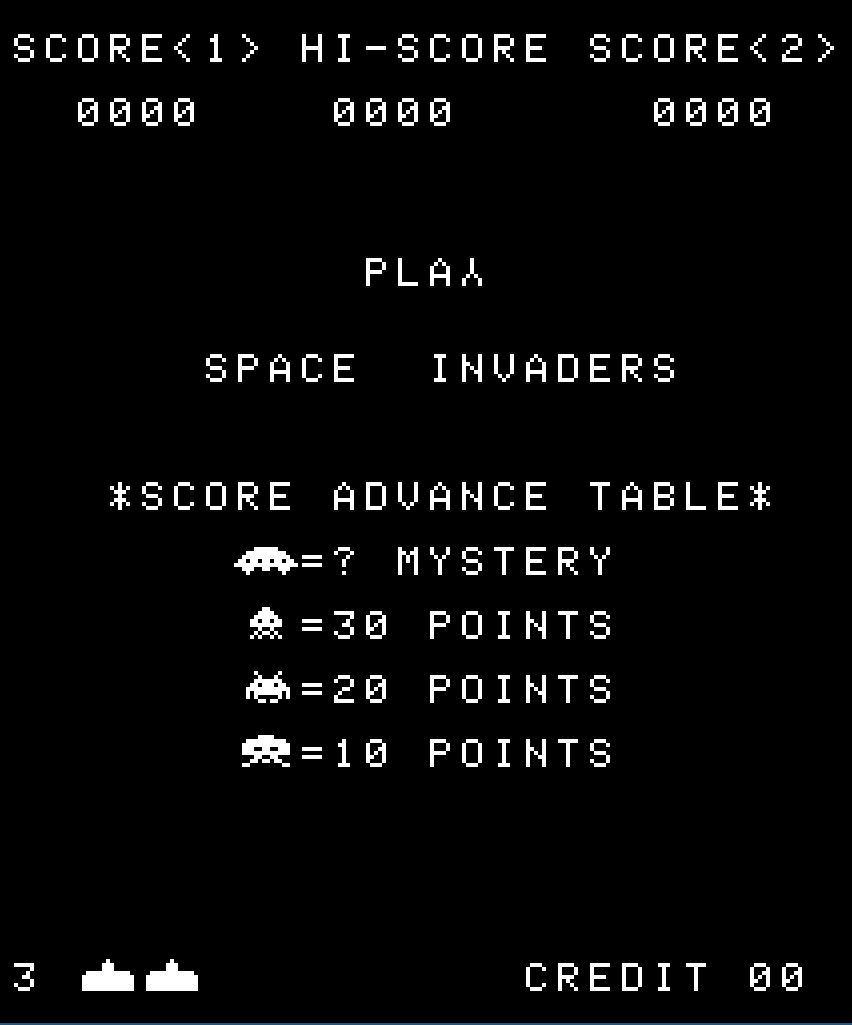 SCORE<1> HI-SCORE SCORE<2>
0000 0000 0000
PLA⅄
SPACE INVADERS
*SCORE ADVANCE TABLE*
=? MYSTERY
=30 POINTS
=20 POINTS
=10 POINTS
3 CREDIT 00